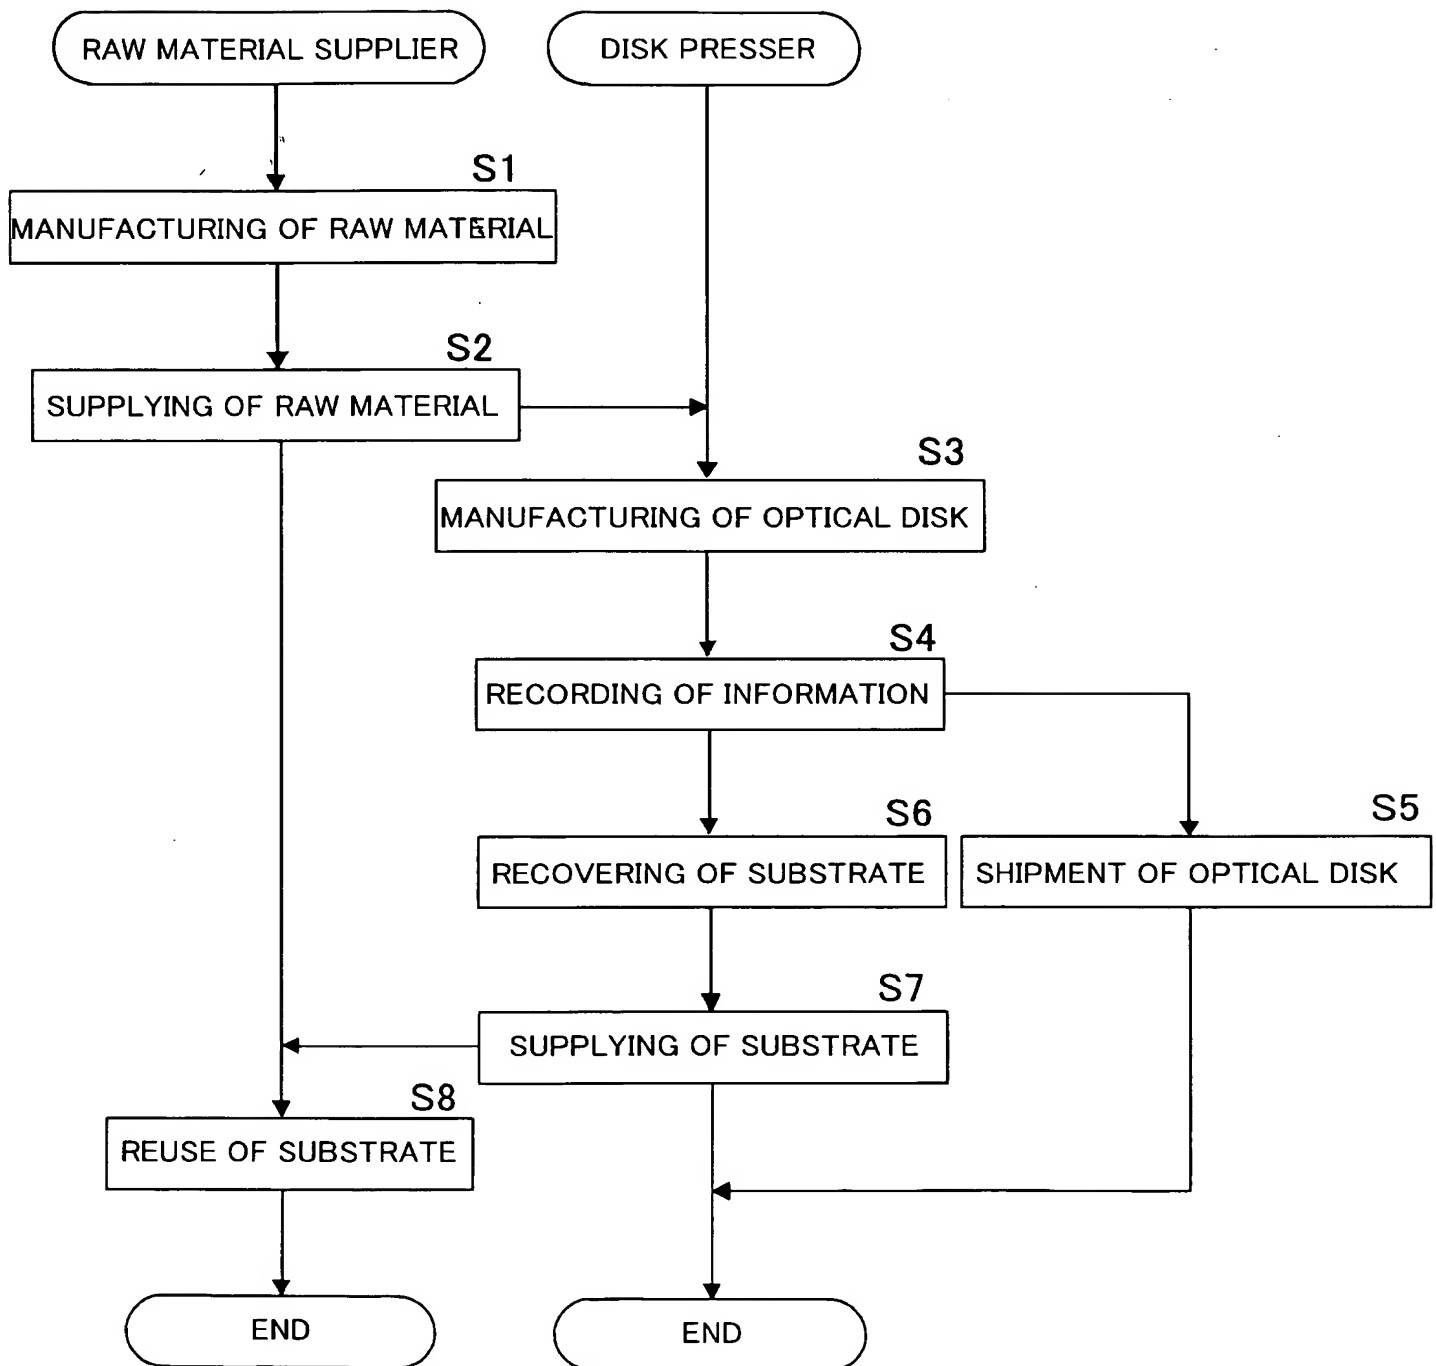 RAW MATERIAL SUPPLIER
DISK PRESSER
S1
MANUFACTURING OF RAW MATERIAL
S2
SUPPLYING OF RAW MATERIAL
S3
MANUFACTURING OF OPTICAL DISK
S4
RECORDING OF INFORMATION
S6
RECOVERING OF SUBSTRATE
S5
SHIPMENT OF OPTICAL DISK
S7
SUPPLYING OF SUBSTRATE
S8
REUSE OF SUBSTRATE
END
END